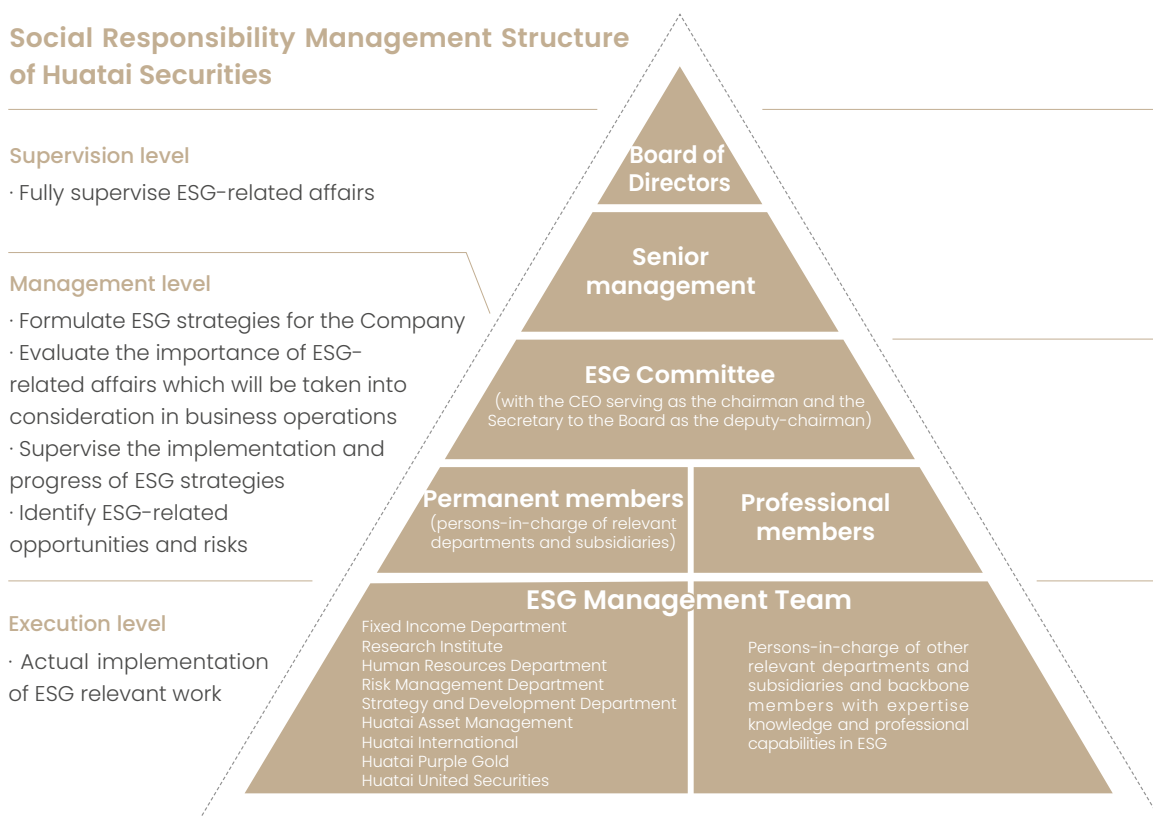 Social Responsibility Management Structure
of Huatai Securities
Supervision level
· Fully supervise ESG-related affairs
Management level
· Formulate ESG strategies for the Company
· Evaluate the importance of ESG-
related affairs which will be taken into
consideration in business operations
· Supervise the implementation and
progress of ESG strategies
· Identify ESG-related
opportunities and risks
Execution level
· Actual implementation
of ESG relevant work
Board of
Directors
Senior
management
ESG Committee
(with the CEO serving as the chairman and the
Secretary to the Board as the deputy-chairman)
Permanent members
(persons-in-charge of relevant
departments and subsidiaries)
Professional
members
ESG Management Team
Fixed Income Department
Research Institute
Human Resources Department
Risk Management Department
Strategy and Development Department
Huatai Asset Management
Huatai International
Huatai Purple Gold
Huatai United Securities
Persons-in-charge of other
relevant departments and
subsidiaries and backbone
members with expertise
knowledge and professional
capabilities in ESG